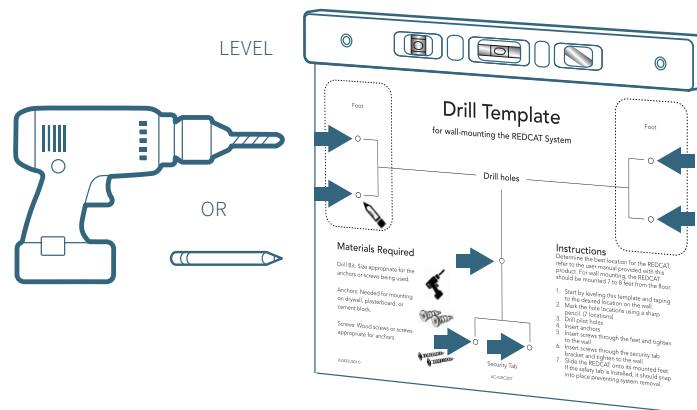 LEVEL
OR
Drill Template
for wall-mounting the REDCAT System
Foot
Foot
Drill holes
Materials Required
Drill Bit: Size appropriate for the
anchors or screws being used.
Anchors: Needed for mounting
on drywall, plasterboard, or
cement block.
Screws: Wood screws or screws
appropriate for anchors.
Security Tab
Instructions
Determine the best location for the REDCAT,
refer to the user manual provided with this
product. For wall mounting, the REDCAT
should be mounted 7 to 8 feet from the floor.
1. Start by leveling this template and taping
to the desired location on the wall.
2. Mark the hole locations using a sharp
pencil. (7 locations)
3. Drill pilot holes
4. Insert anchors
5. Insert screws through the feet and tighten
to the wall
6. Insert screws through the security tab
bracket and tighten to the wall.
7. Slide the REDCAT onto its mounted feet.
If the safety tab is installed, it should snap
into place preventing system removal.